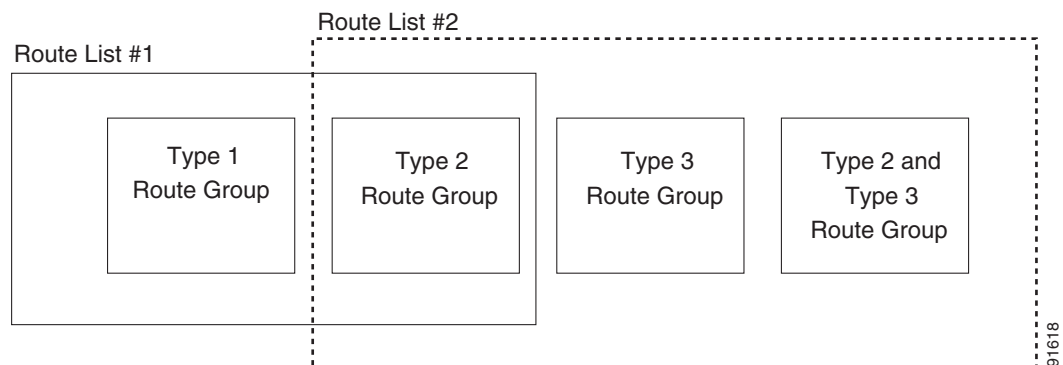 Route List #2
Route List #1
Type 1
Route Group
Type 2
Route Group
Type 3
Route Group
Type 2 and
Type 3
Route Group
91618